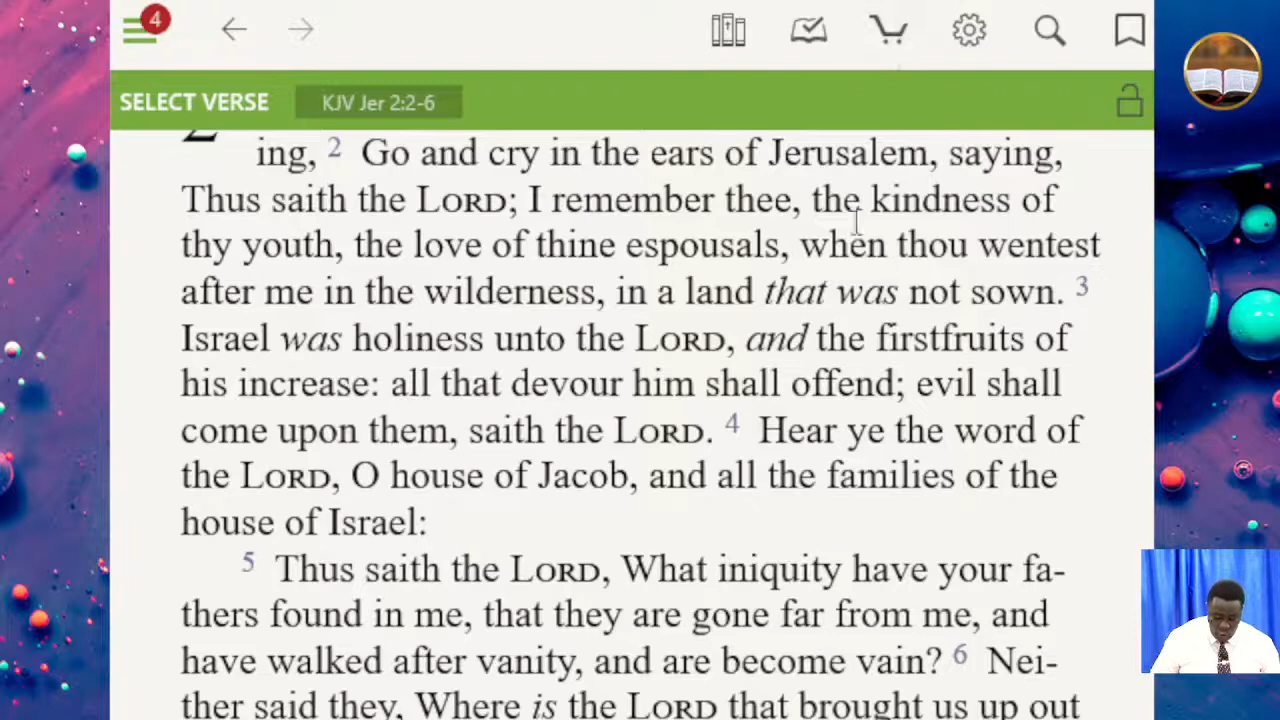 4
SELECT VERSE KJV Jer 2:2-6
ing, 2 Go and cry in the ears of Jerusalem, saying,
Thus saith the LORD; I remember thee, the kindness of
thy youth, the love of thine espousals, when thou wentest
after me in the wilderness, in a land that was not sown. 3
Israel was holiness unto the LORD, and the firstfruits of
his increase: all that devour him shall offend; evil shall
come upon them, saith the LORD. 4 Hear ye the word of
the LORD, O house of Jacob, and all the families of the
house of Israel:
5 Thus saith the LORD, What iniquity have your fa-
thers found in me, that they are gone far from me, and
have walked after vanity, and are become vain? 6 Nei-
ther said they, Where is the LORD that brought us up out